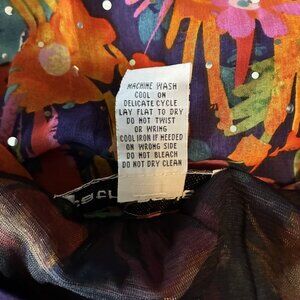 MACHINE WASH
COOL ON
DELICATE CYCLE
LAY FLAT TO DRY
DO NOT TWIST
OR WRING
COOL IRON IF NEEDED
ON WRONG SIDE
DO NOT BLEACH
DO NOT DRY CLEAN